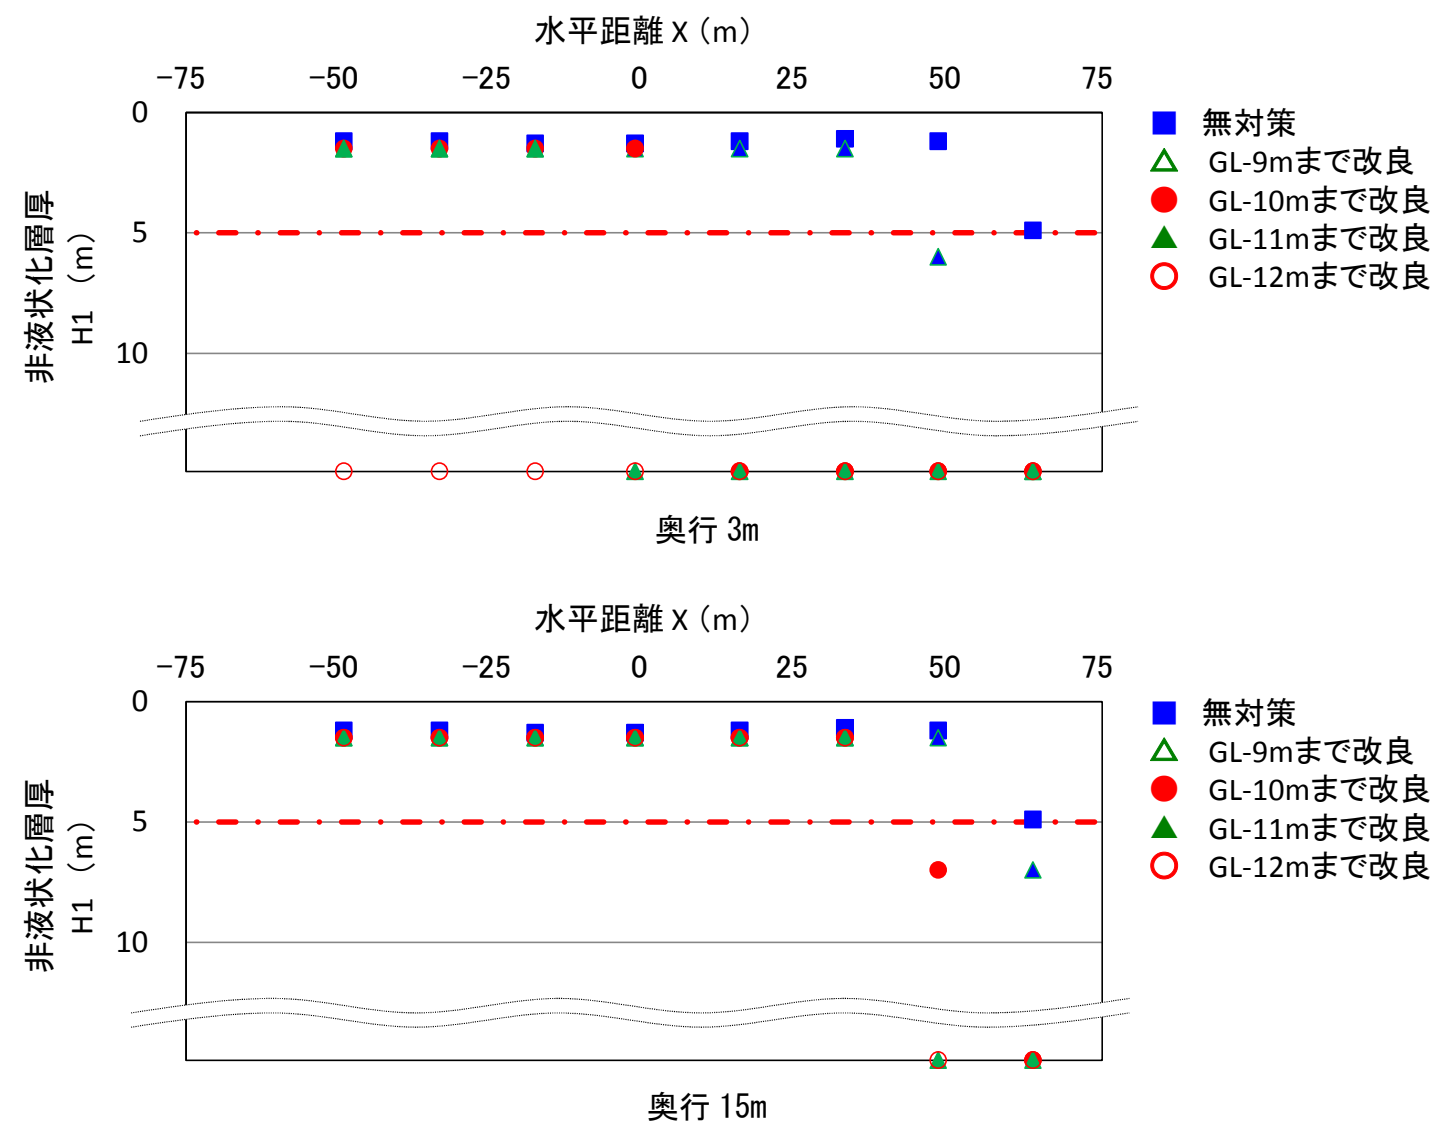 水平距離 X （m）
−75 −50 −25 0 25 50 75
0
5
10
非液状化層厚
H1 （m）
無対策
GL-9mまで改良
GL-10mまで改良
GL-11mまで改良
GL-12mまで改良
奥行 3m
水平距離 X （m）
−75 −50 −25 0 25 50 75
0
5
10
非液状化層厚
H1 （m）
無対策
GL-9mまで改良
GL-10mまで改良
GL-11mまで改良
GL-12mまで改良
奥行 15m